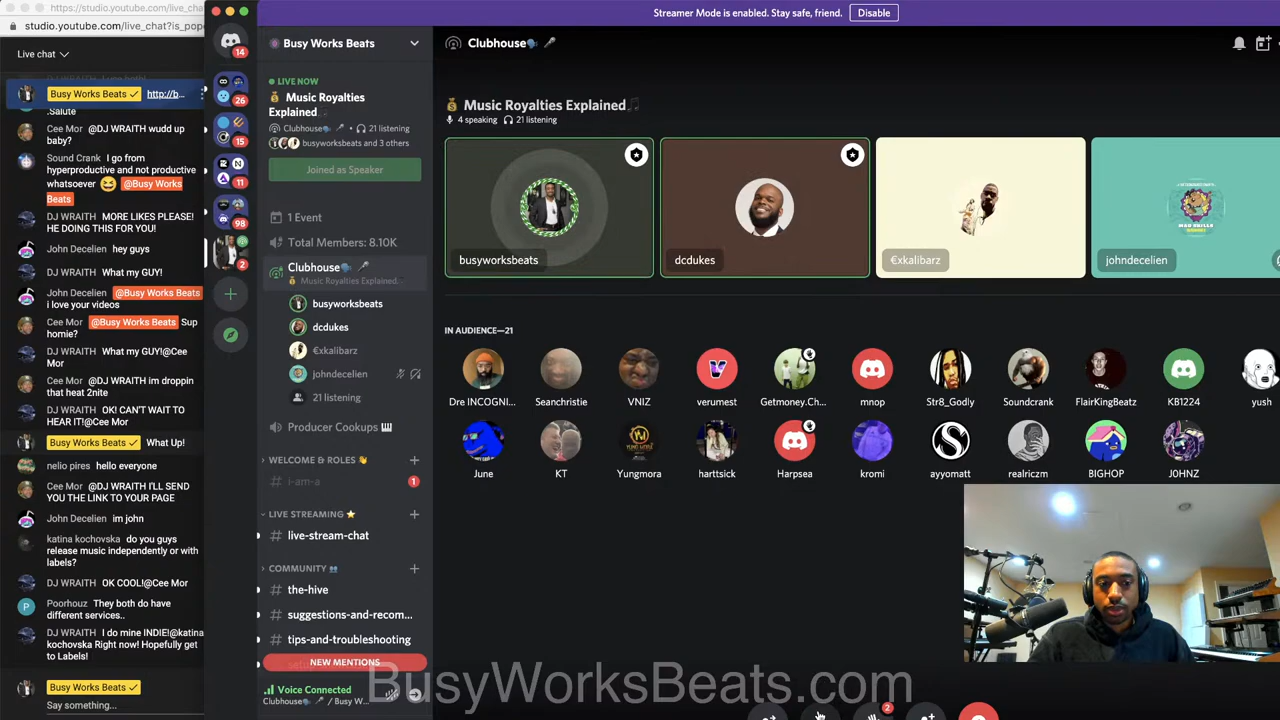 studio.youtube.com/live_chat
studio.youtube.com/live_chat?is_pop
Live chat
Busy Works Beats http://b...
.Salute
Cee Mor @DJ WRAITH wudd up
baby?
Sound Crank I go from
hyperproductive and not productive
whatsoever 😆 @Busy Works
Beats
DJ WRAITH MORE LIKES PLEASE!
HE DOING THIS FOR YOU!
John Decelien hey guys
DJ WRAITH What my GUY!
John Decelien @Busy Works Beats
i love your videos
Cee Mor @Busy Works Beats Sup
homie?
DJ WRAITH What my GUY!@Cee
Mor
Cee Mor @DJ WRAITH im droppin
that heat 2nite
DJ WRAITH OK! CAN'T WAIT TO
HEAR IT!@Cee Mor
Busy Works Beats What Up!
nelio pires hello everyone
Cee Mor @DJ WRAITH I'LL SEND
YOU THE LINK TO YOUR PAGE
John Decelien im john
katina kochovska do you guys
release music independently or with
labels?
DJ WRAITH OK COOL!@Cee Mor
Poorhouz They both do have
different services..
DJ WRAITH I do mine INDIE!@katina
kochovska Right now! Hopefully get
to Labels!
Busy Works Beats
Say something...
14
26
15
11
98
2
Busy Works Beats
LIVE NOW
💰 Music Royalties
Explained
Clubhouse🗣️ 🎤 • 21 listening
busyworksbeats and 3 others
Joined as Speaker
1 Event
Total Members: 8.10K
Clubhouse🗣️ 🎤
💰 Music Royalties Explained...
busyworksbeats
dcdukes
€xkalibarz
johndecelien
21 listening
Producer Cookups 🎹
WELCOME & ROLES 👋
i-am-a 1
LIVE STREAMING ⭐
# live-stream-chat
COMMUNITY 👥
# the-hive
# suggestions-and-recom...
# tips-and-troubleshooting
NEW MENTIONS
Voice Connected
Clubhouse🗣️ 🎤 / Busy W...
Streamer Mode is enabled. Stay safe, friend. Disable
Clubhouse🗣️ 🎤
💰 Music Royalties Explained🎵
4 speaking 21 listening
busyworksbeats
dcdukes
€xkalibarz
johndecelien
IN AUDIENCE—21
Dre INCOGNI... Seanchristie VNIZ verumest Getmoney.Ch... mnop Str8_Godly Soundcrank FlairKingBeatz KB1224 yush
June KT Yungmora harttsick Harpsea kromi ayyomatt realriczm BIGHOP J0HNZ
BusyWorksBeats.com
2